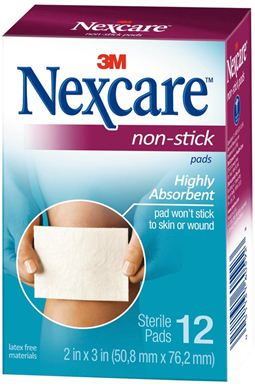 3M
Nexcare™
non-stick
pads
Highly
Absorbent
pad won't stick
to skin or wound
latex free
materials
Sterile
Pads
12
2 in x 3 in (50,8 mm x 76,2 mm)